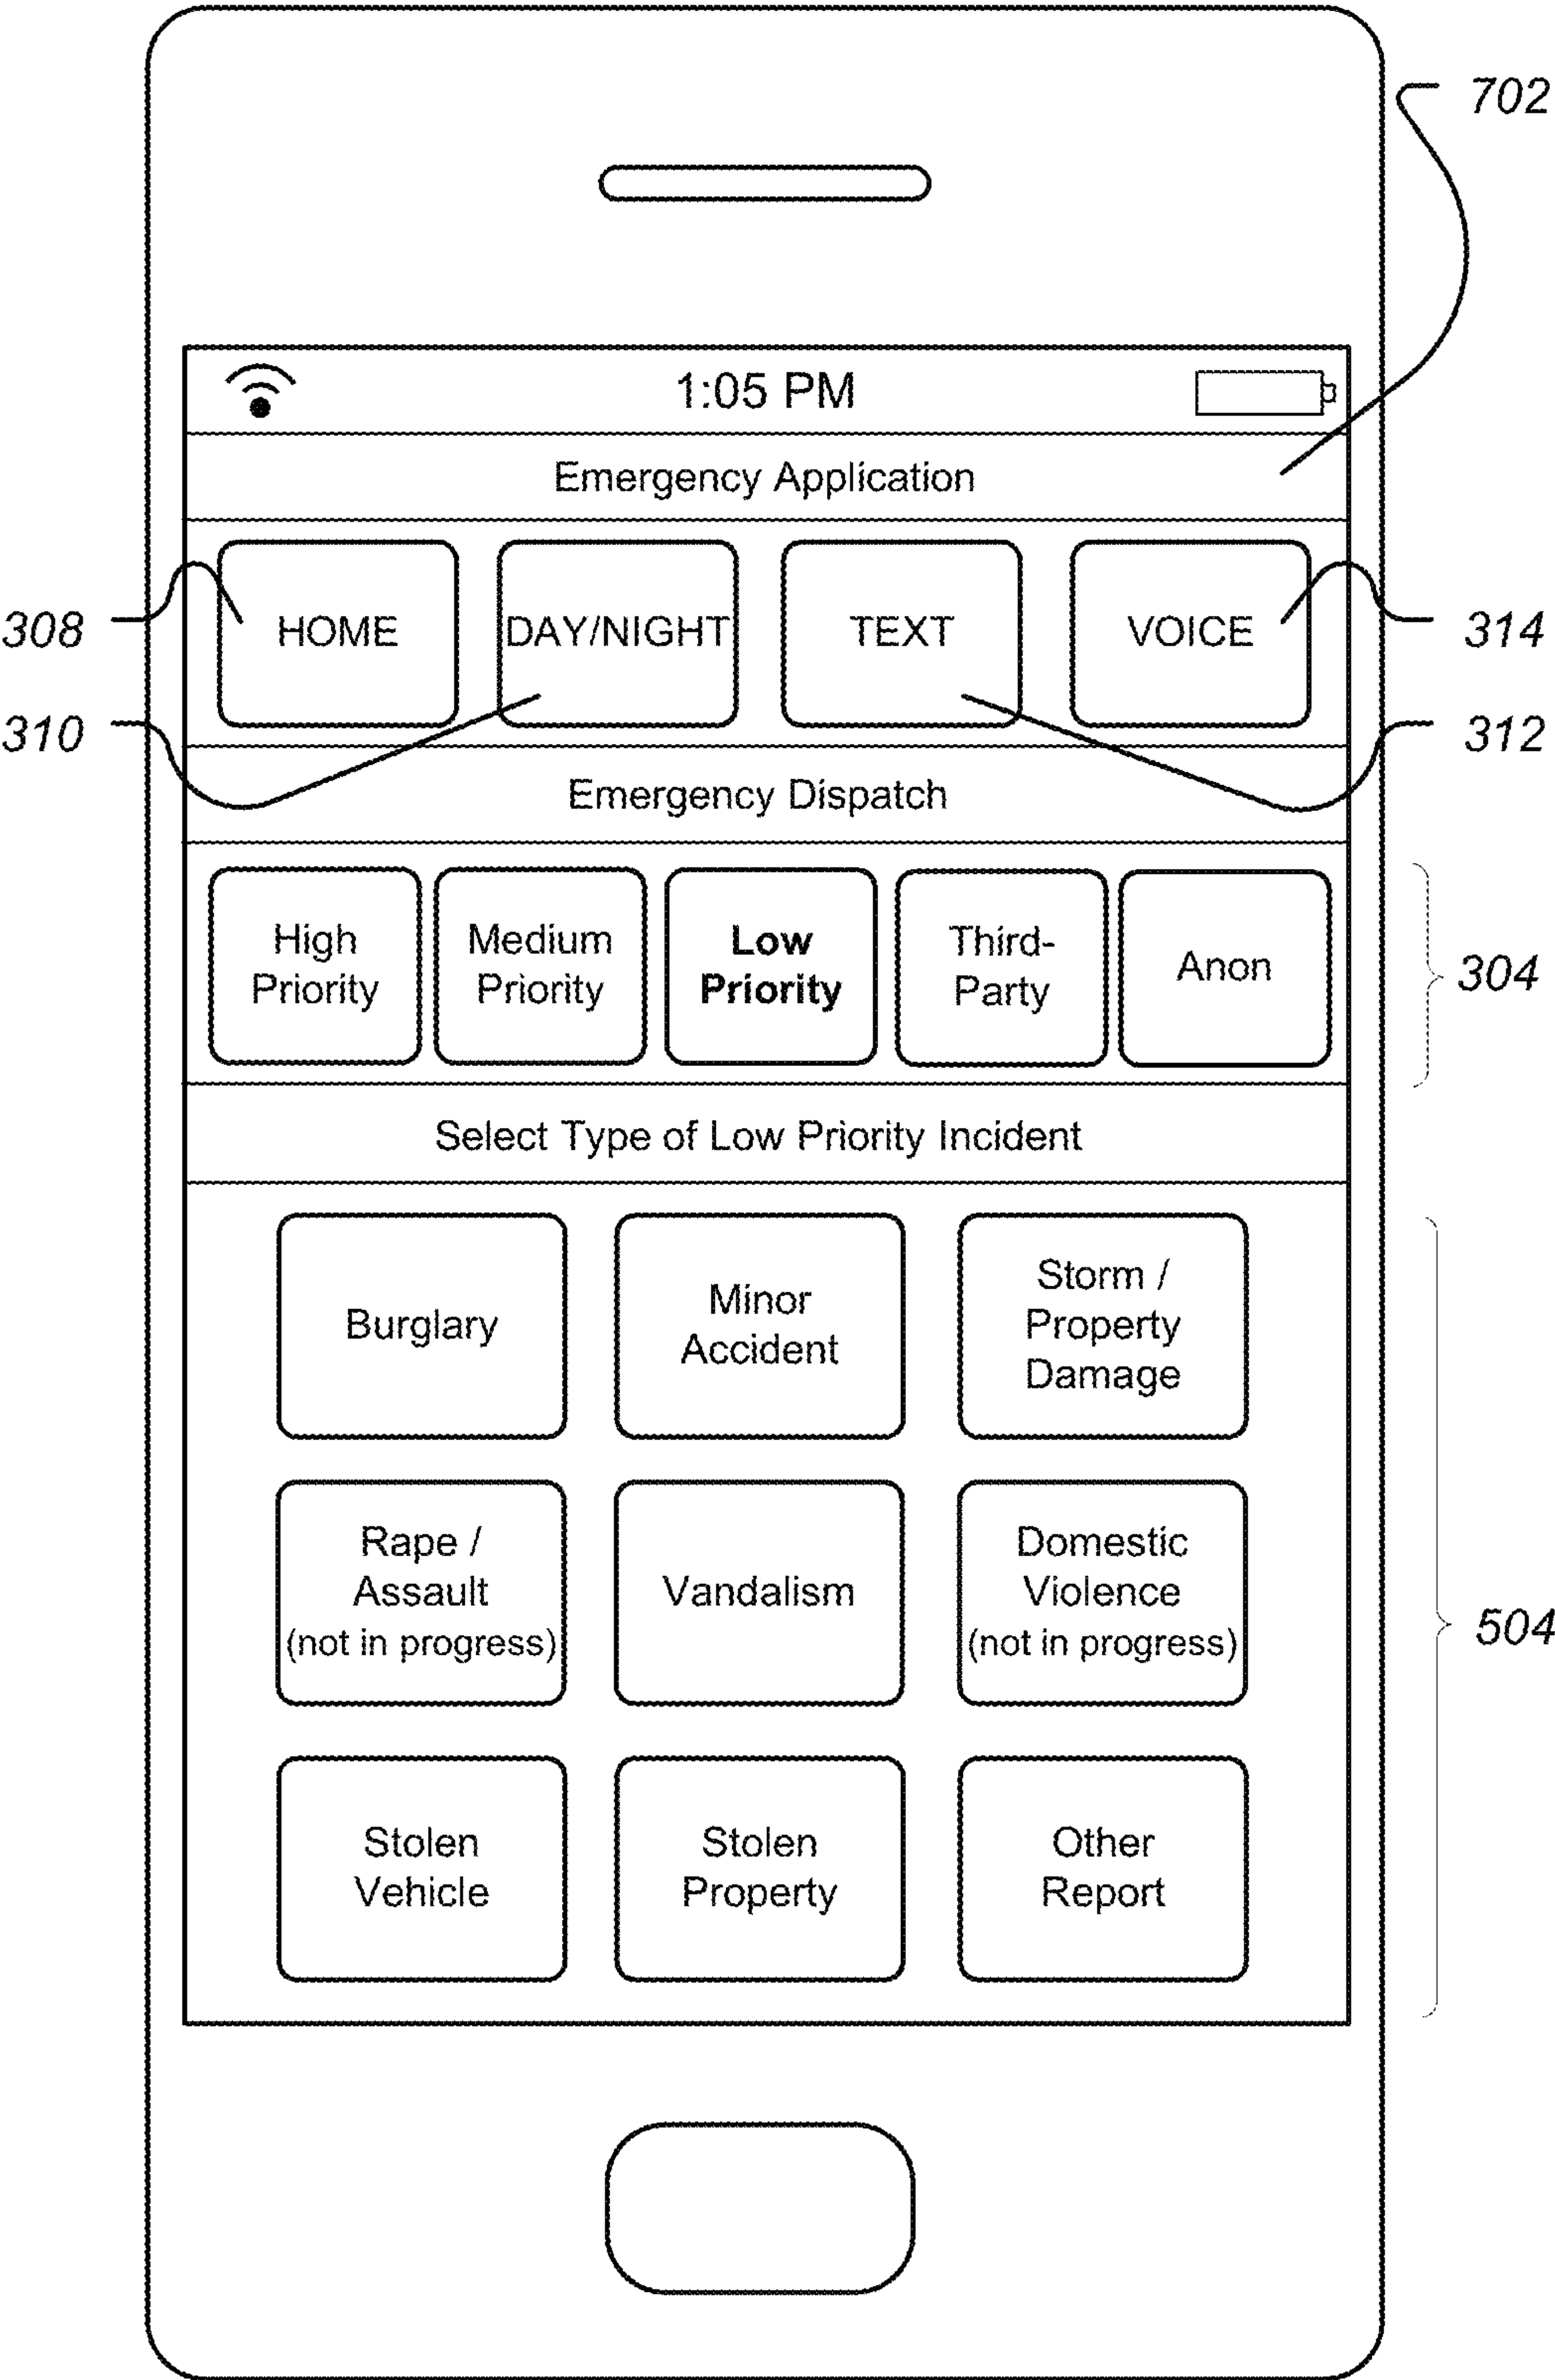 702
1:05 PM
Emergency Application
308
HOME
DAY/NIGHT
TEXT
VOICE
314
310
312
Emergency Dispatch
High
Priority
Medium
Priority
Low
Priority
Third-
Party
Anon
304
Select Type of Low Priority Incident
Burglary
Minor
Accident
Storm /
Property
Damage
Rape /
Assault
(not in progress)
Vandalism
Domestic
Violence
(not in progress)
504
Stolen
Vehicle
Stolen
Property
Other
Report